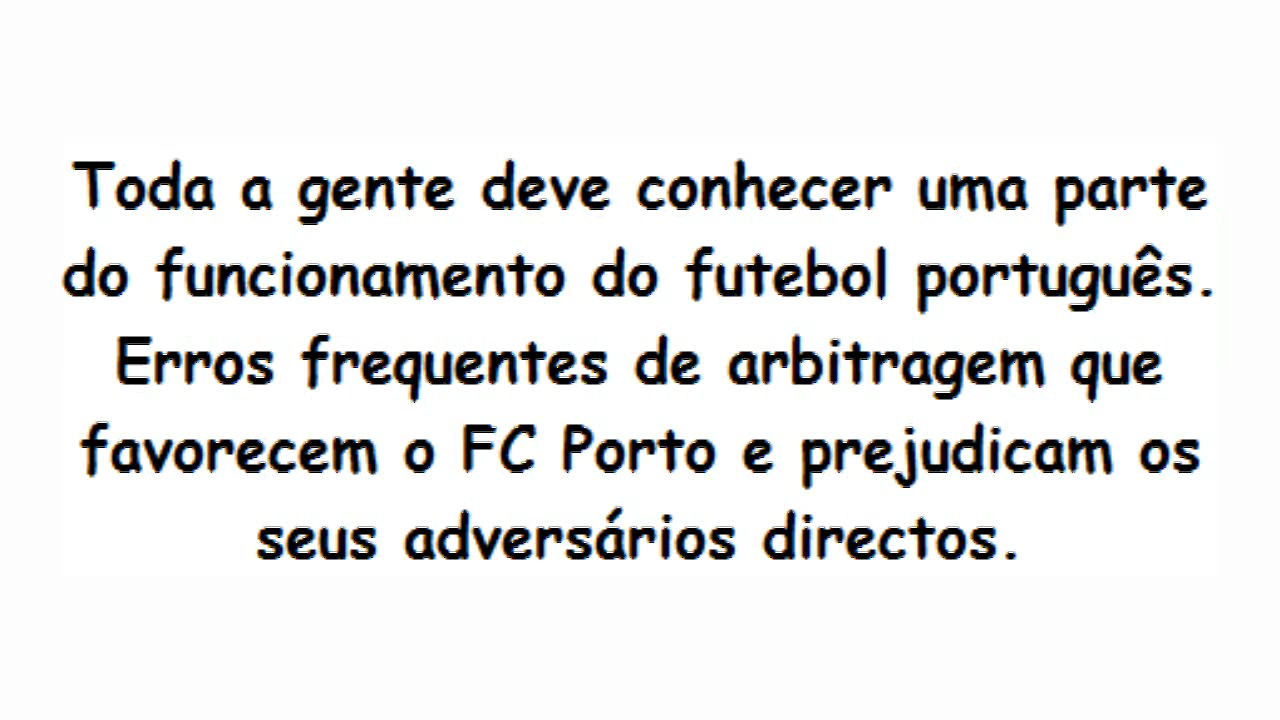 Toda a gente deve conhecer uma parte
do funcionamento do futebol português.
Erros frequentes de arbitragem que
favorecem o FC Porto e prejudicam os
seus adversários directos.